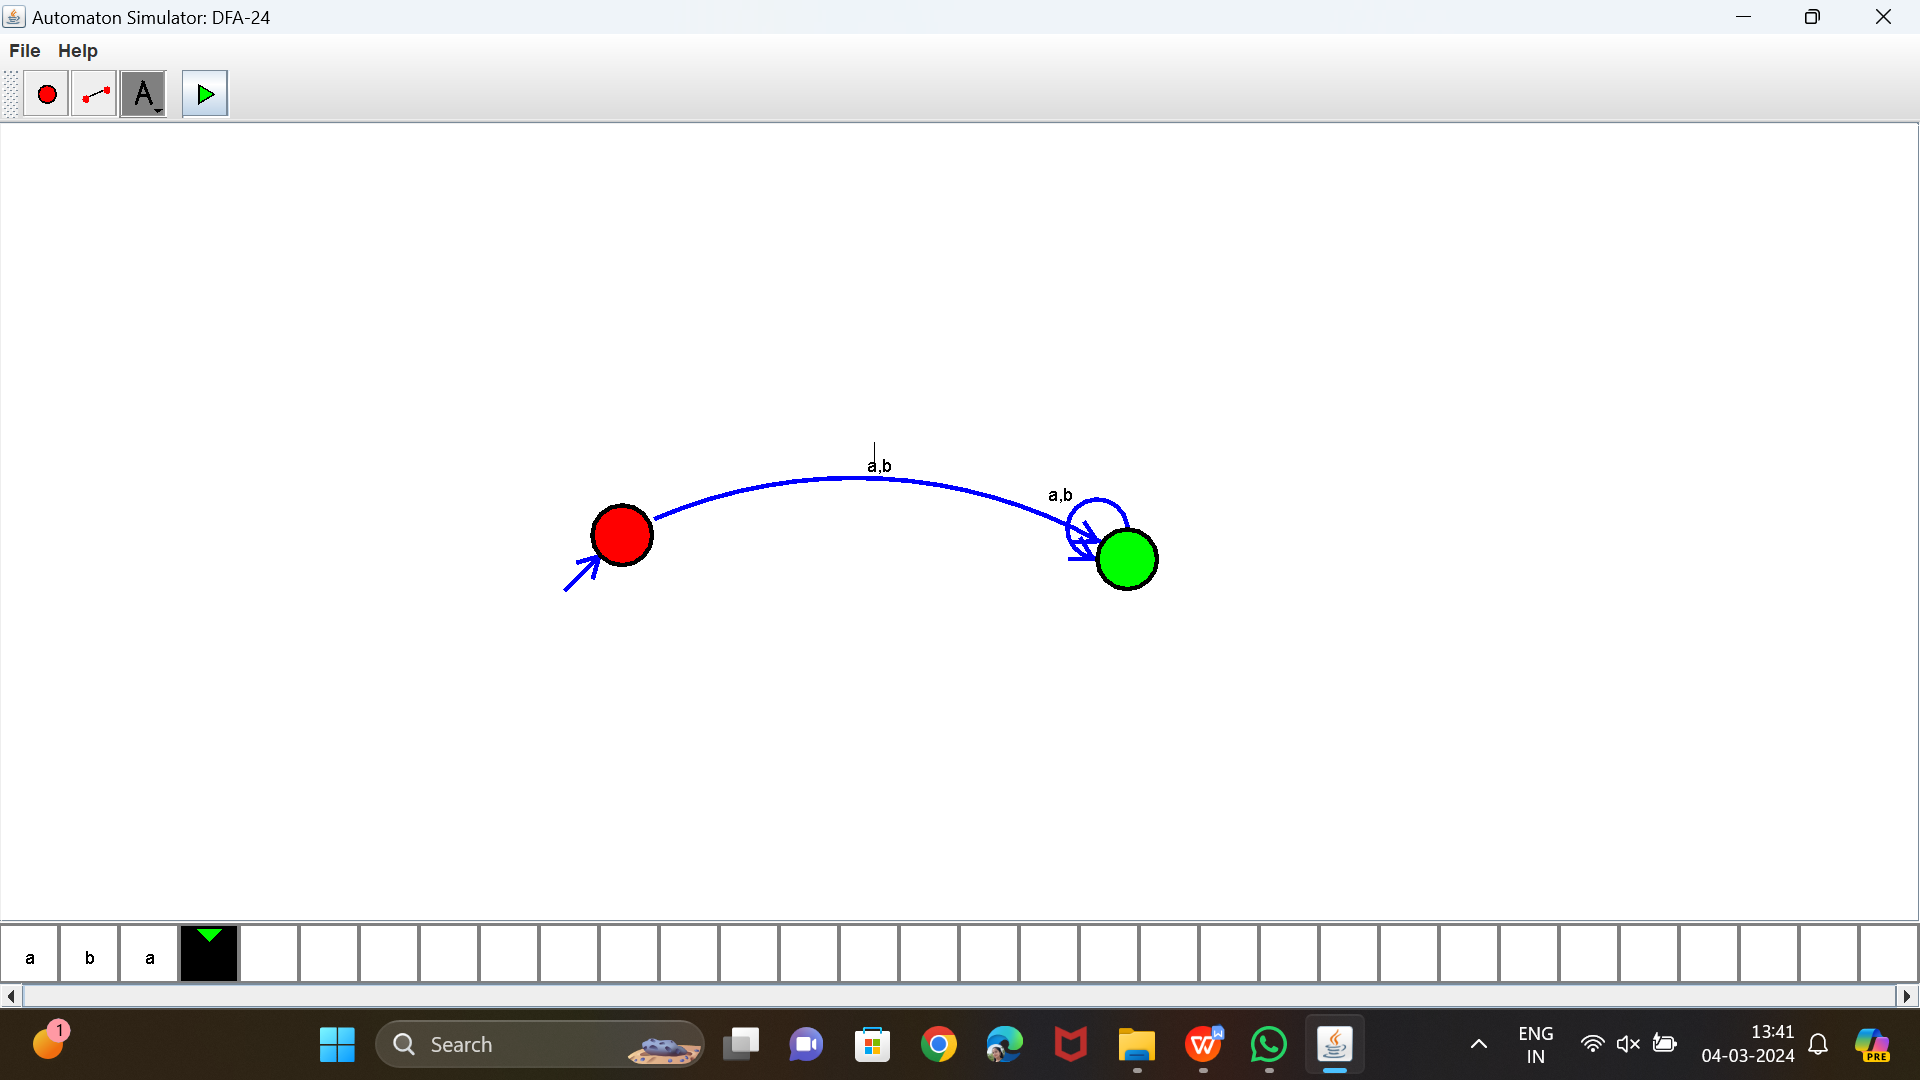 Automaton Simulator: DFA-24
File Help
A
a,b
a,b
a b a
1
Search
W
W
ENG
IN
13:41
04-03-2024
PRE